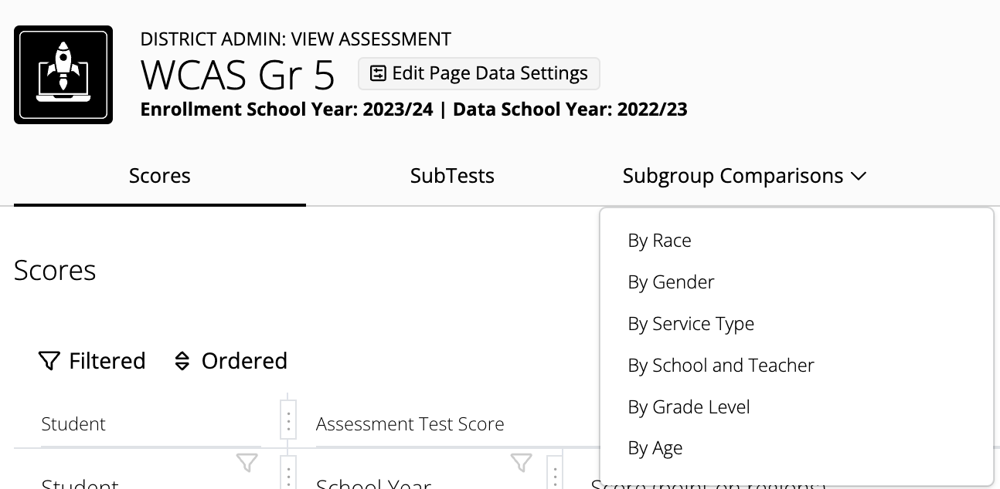 DISTRICT ADMIN: VIEW ASSESSMENT
WCAS Gr 5 Edit Page Data Settings
Enrollment School Year: 2023/24 | Data School Year: 2022/23
Scores SubTests Subgroup Comparisons
By Race
By Gender
By Service Type
By School and Teacher
By Grade Level
By Age
Scores
Filtered Ordered
Student Assessment Test Score
Student School Year